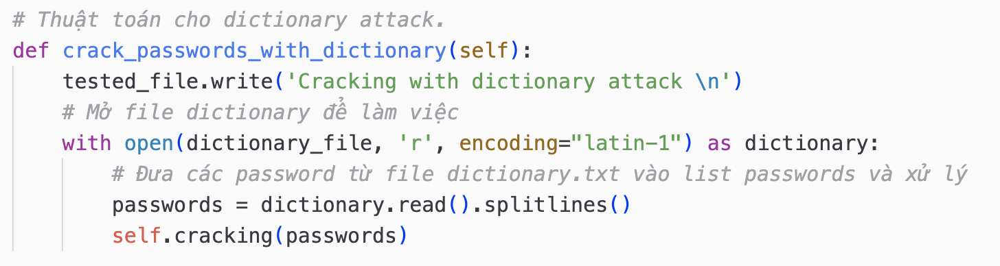 # Thuật toán cho dictionary attack.
def crack_passwords_with_dictionary(self):
    tested_file.write('Cracking with dictionary attack \n')
    # Mở file dictionary để làm việc
    with open(dictionary_file, 'r', encoding="latin-1") as dictionary:
        # Đưa các password từ file dictionary.txt vào list passwords và xử lý
        passwords = dictionary.read().splitlines()
        self.cracking(passwords)